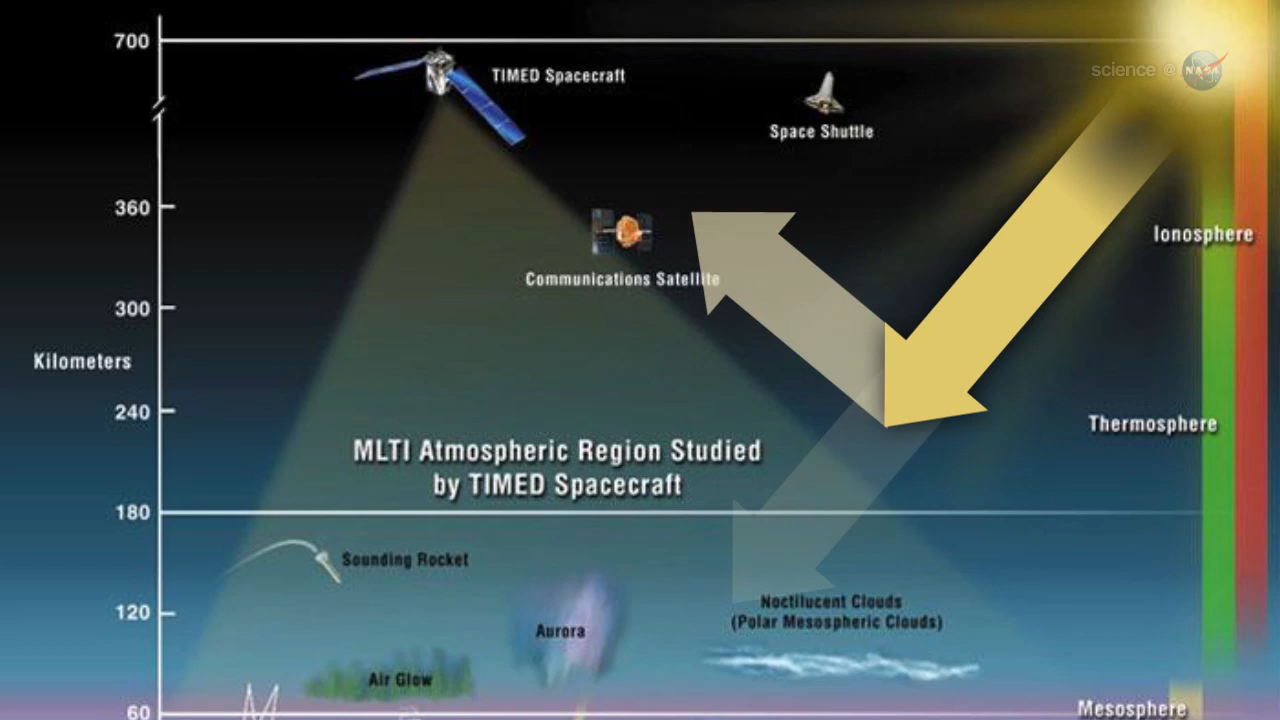 700
TIMED Spacecraft
science @ NASA
Space Shuttle
360
Ionosphere
Communications Satellite
300
Kilometers
240
Thermosphere
MLTI Atmospheric Region Studied
by TIMED Spacecraft
180
Sounding Rocket
120
Noctilucent Clouds
(Polar Mesospheric Clouds)
Aurora
Air Glow
Mesosphere
60